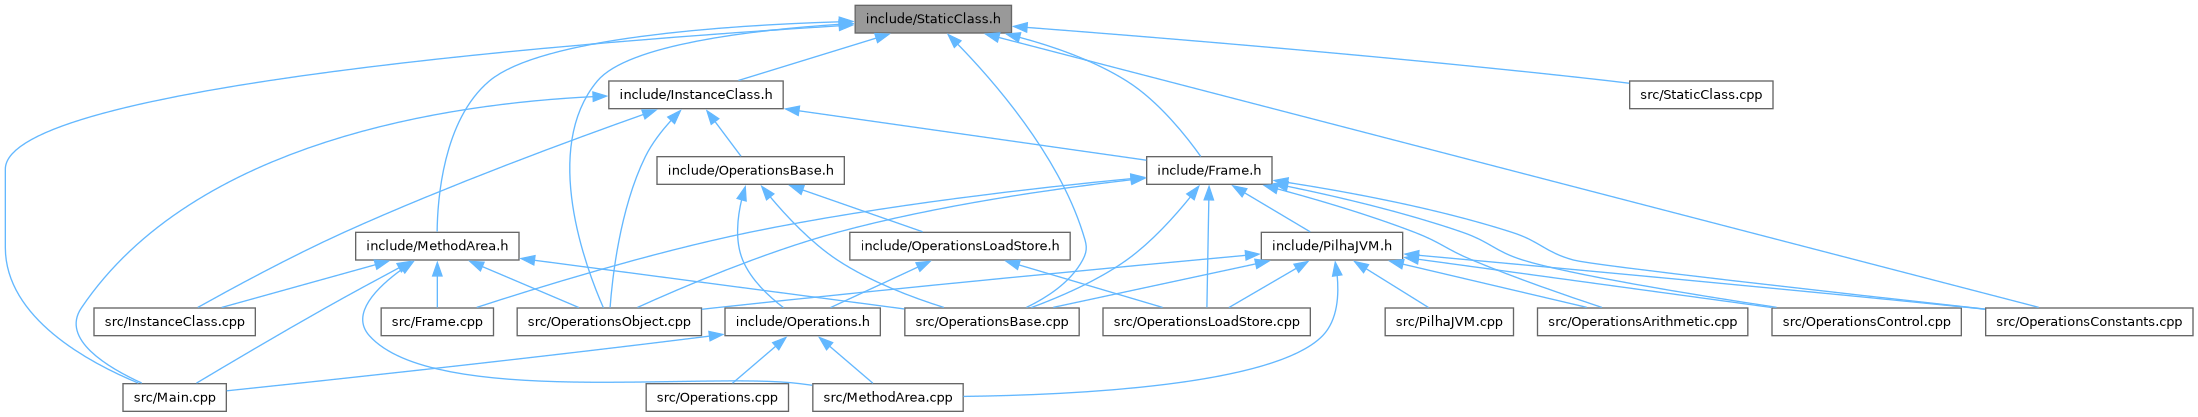 include/StaticClass.h
include/InstanceClass.h
src/StaticClass.cpp
include/OperationsBase.h
include/Frame.h
include/MethodArea.h
include/OperationsLoadStore.h
include/PilhaJVM.h
src/InstanceClass.cpp
src/Frame.cpp
src/OperationsObject.cpp
include/Operations.h
src/OperationsBase.cpp
src/OperationsLoadStore.cpp
src/PilhaJVM.cpp
src/OperationsArithmetic.cpp
src/OperationsControl.cpp
src/OperationsConstants.cpp
src/Main.cpp
src/Operations.cpp
src/MethodArea.cpp